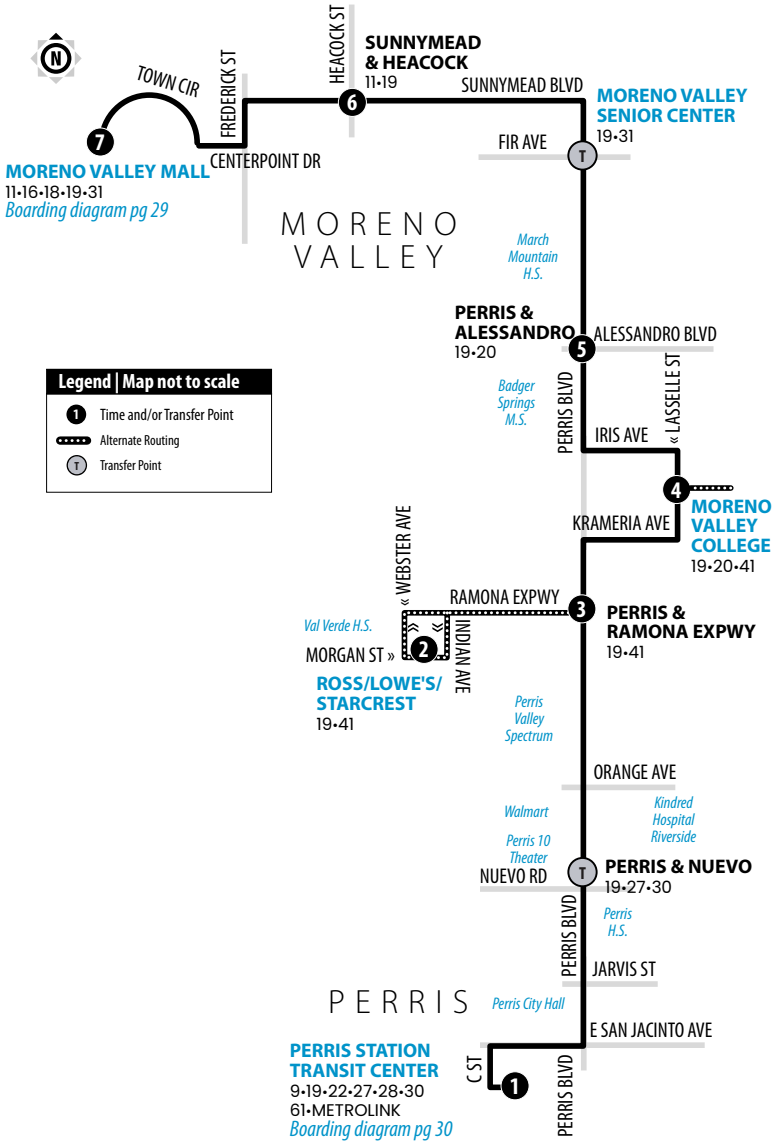 N
TOWN CIR
FREDERICK ST
HEACOCK ST
SUNNYMEAD
& HEACOCK
11•19
SUNNYMEAD BLVD
6
7
MORENO VALLEY MALL
11•16•18•19•31
Boarding diagram pg 29
CENTERPOINT DR
MORENO VALLEY
SENIOR CENTER
19•31
FIR AVE
T
MORENO
VALLEY
March
Mountain
H.S.
PERRIS &
ALESSANDRO
19•20
5
ALESSANDRO BLVD
Legend | Map not to scale
1 Time and/or Transfer Point
Alternate Routing
T Transfer Point
Badger
Springs
M.S.
PERRIS BLVD
« LASSELLE ST
IRIS AVE
4
MORENO
VALLEY
COLLEGE
19•20•41
KRAMERIA AVE
« WEBSTER AVE
RAMONA EXPWY
3
PERRIS &
RAMONA EXPWY
19•41
Val Verde H.S.
« »
MORGAN ST »
2
INDIAN AVE
ROSS/LOWE'S/
STARCREST
19•41
Perris
Valley
Spectrum
ORANGE AVE
Walmart
Kindred
Hospital
Riverside
Perris 10
Theater
NUEVO RD
T
PERRIS & NUEVO
19•27•30
PERRIS BLVD
Perris
H.S.
JARVIS ST
PERRIS
Perris City Hall
E SAN JACINTO AVE
PERRIS STATION
TRANSIT CENTER
9•19•22•27•28•30
61•METROLINK
Boarding diagram pg 30
C ST
1
PERRIS BLVD